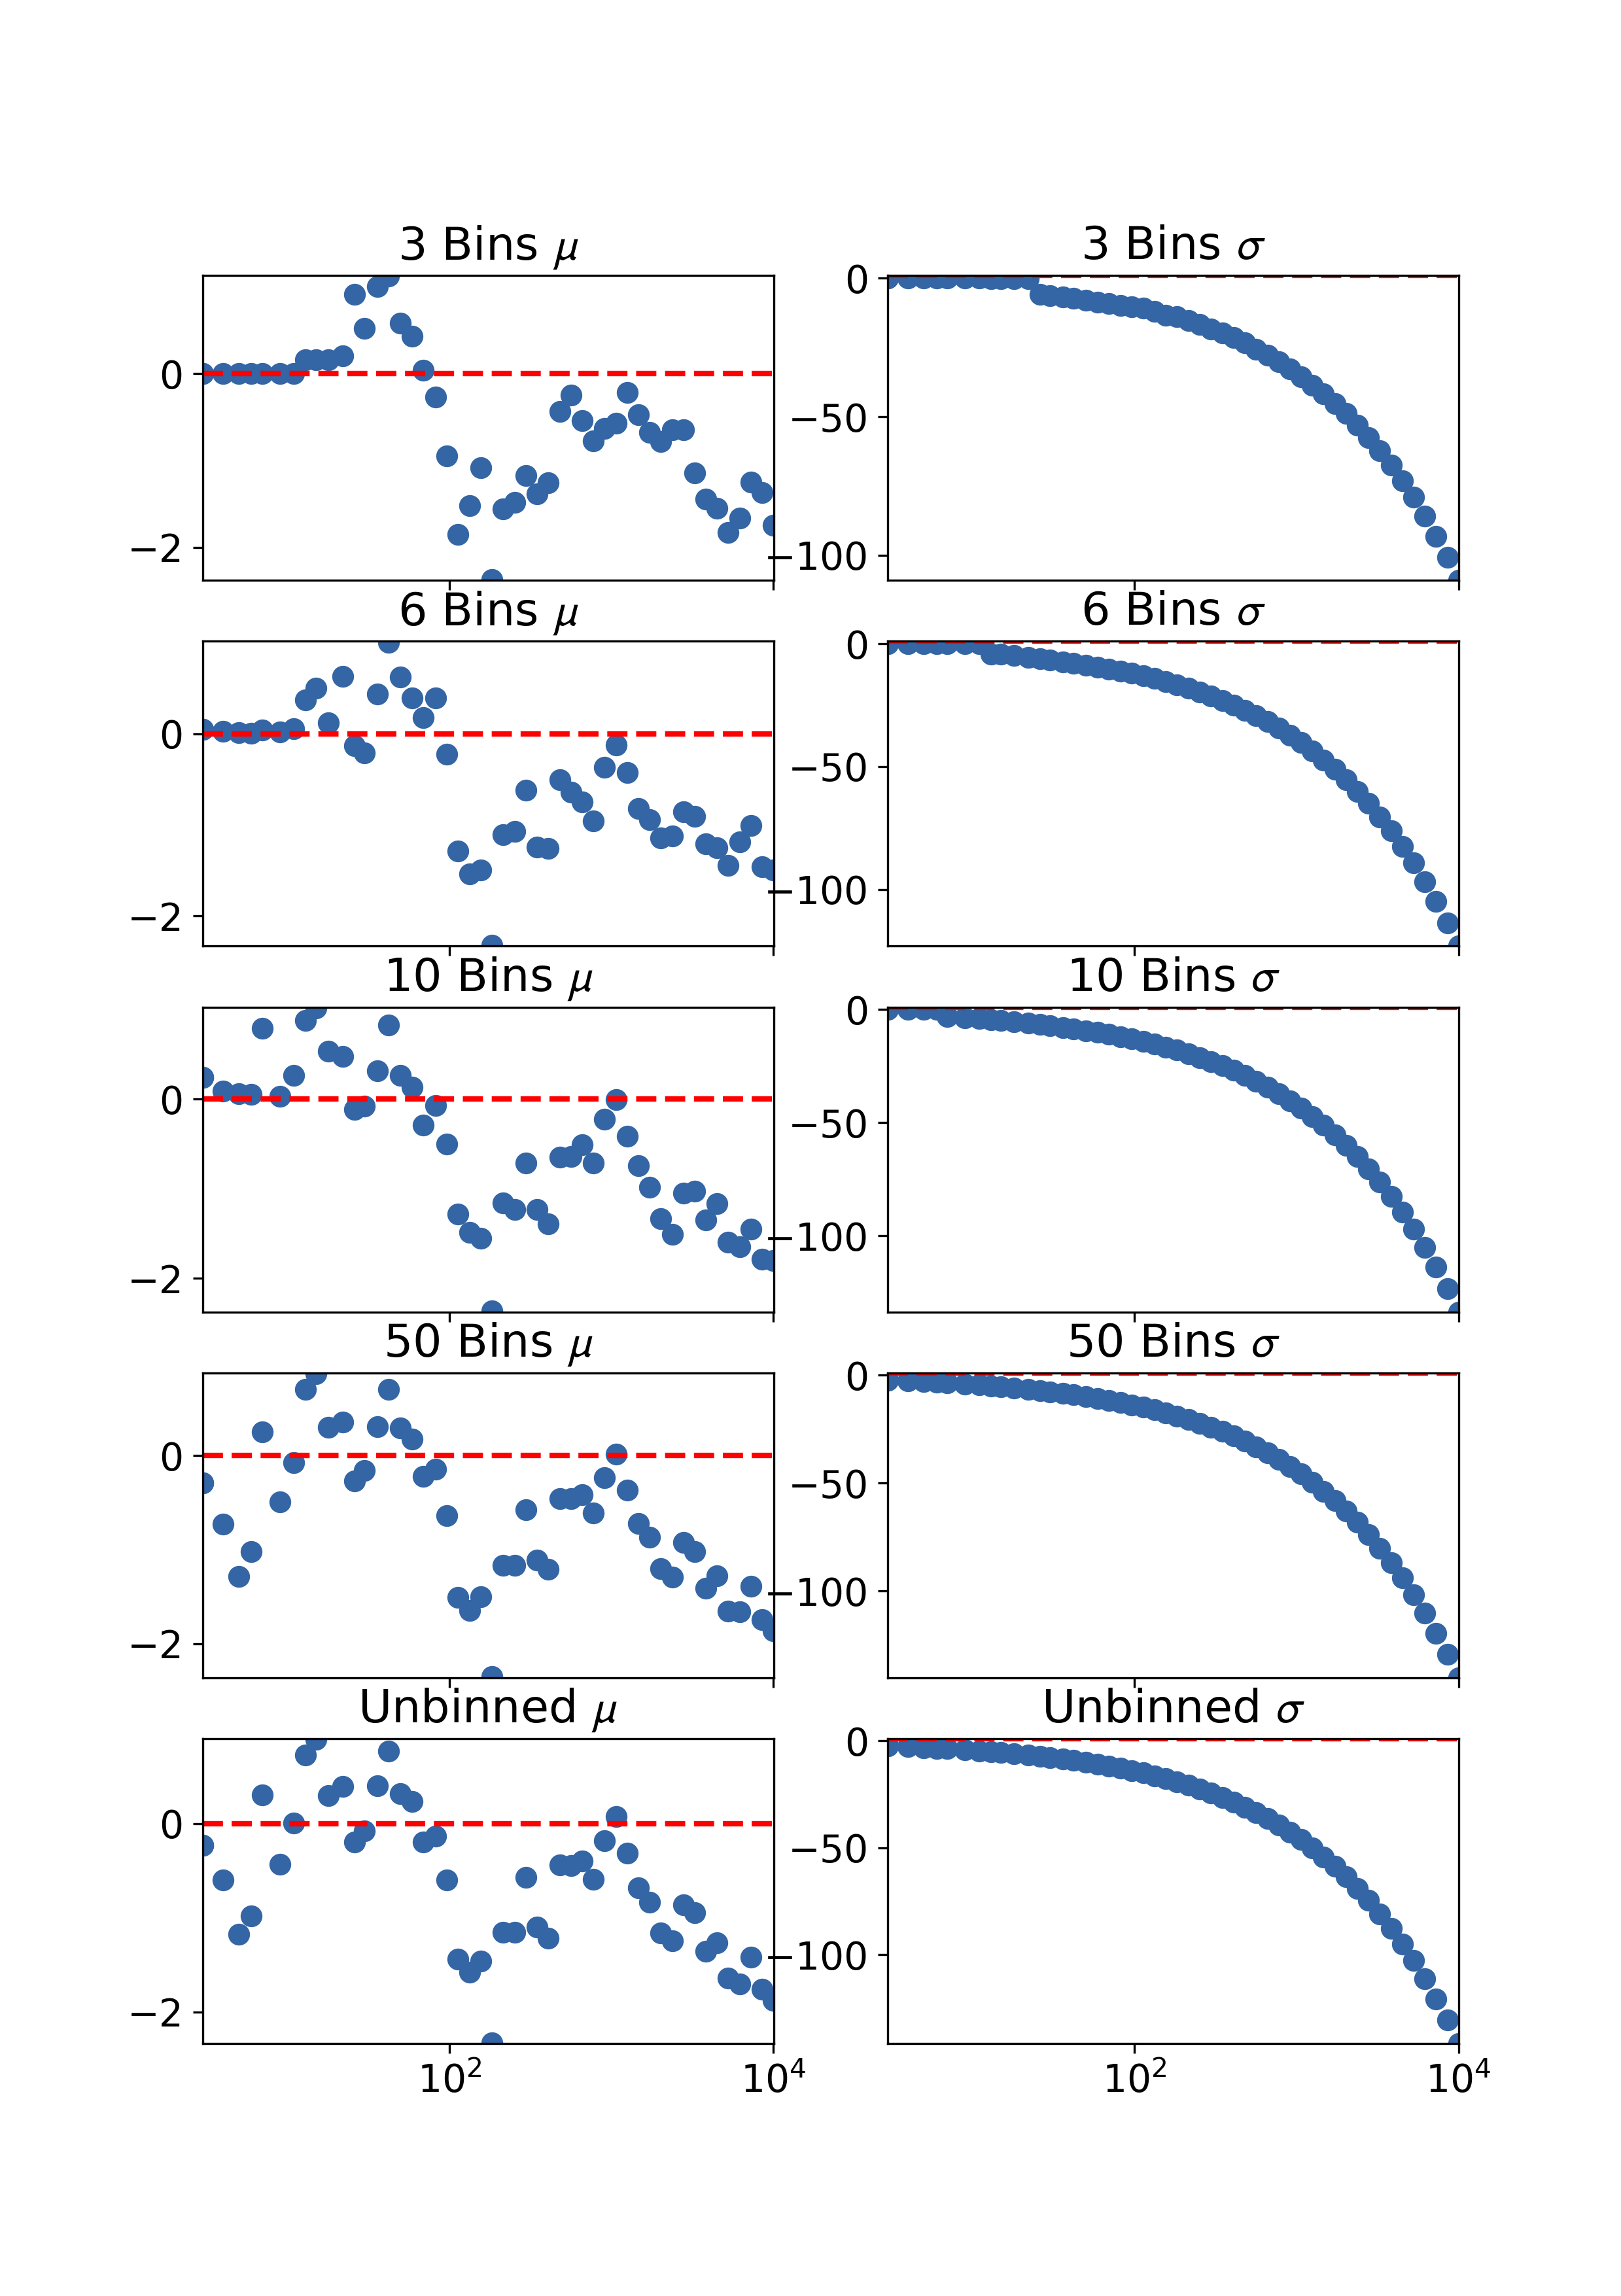 3 Bins μ 3 Bins σ
0 0
−50
−2 −100
6 Bins μ 6 Bins σ
0 0
−50
−2 −100
10 Bins μ 10 Bins σ
0 0
−50
−2 −100
50 Bins μ 50 Bins σ
0 0
−50
−2 −100
Unbinned μ Unbinned σ
0 0
−50
−2 −100
10² 10⁴ 10² 10⁴